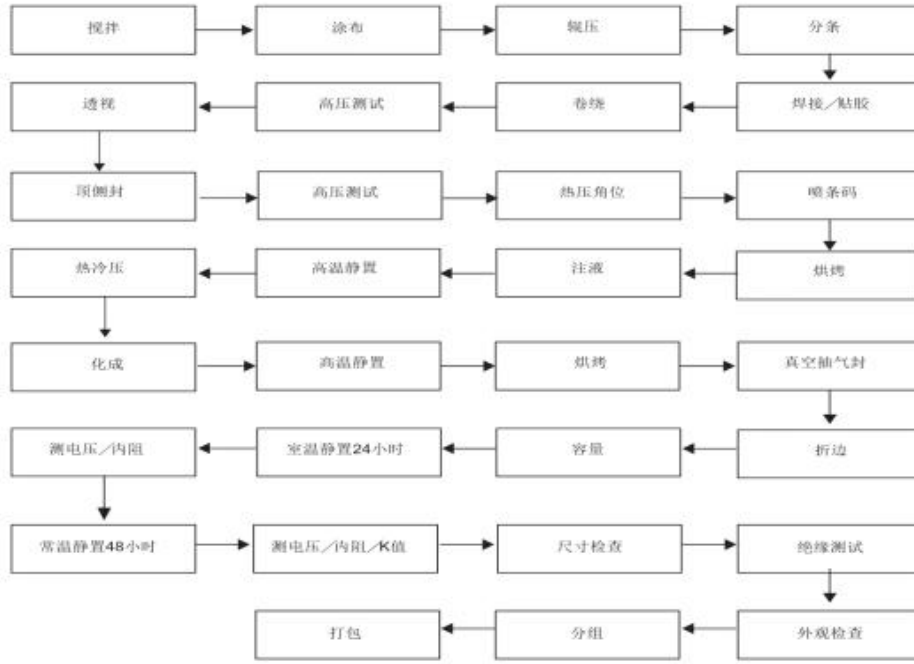 搅拌
涂布
辊压
分条
焊接/贴胶
卷绕
高压测试
透视
顶侧封
高压测试
热压角位
喷条码
烘烤
注液
高温静置
热冷压
化成
高温静置
烘烤
真空抽气封
折边
容量
室温静置24小时
测电压/内阻
常温静置48小时
测电压/内阻/K值
尺寸检查
绝缘测试
外观检查
分组
打包